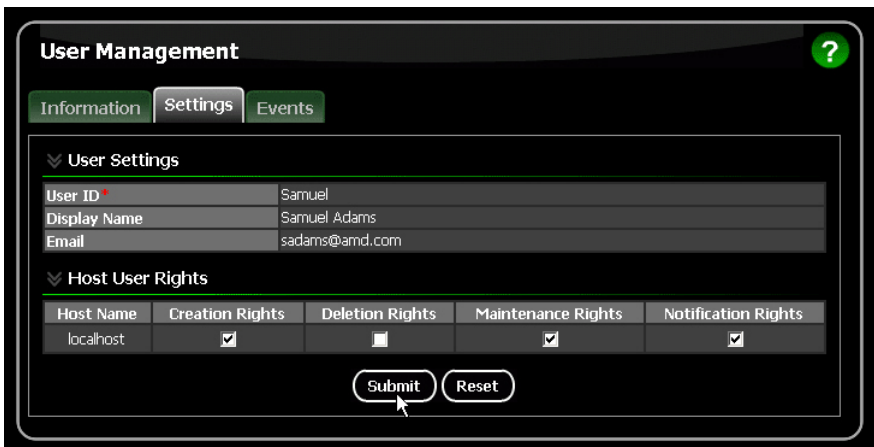 User Management
?
Information Settings Events
User Settings
User ID* Samuel
Display Name Samuel Adams
Email sadams@amd.com
Host User Rights
Host Name Creation Rights Deletion Rights Maintenance Rights Notification Rights
localhost
Submit Reset